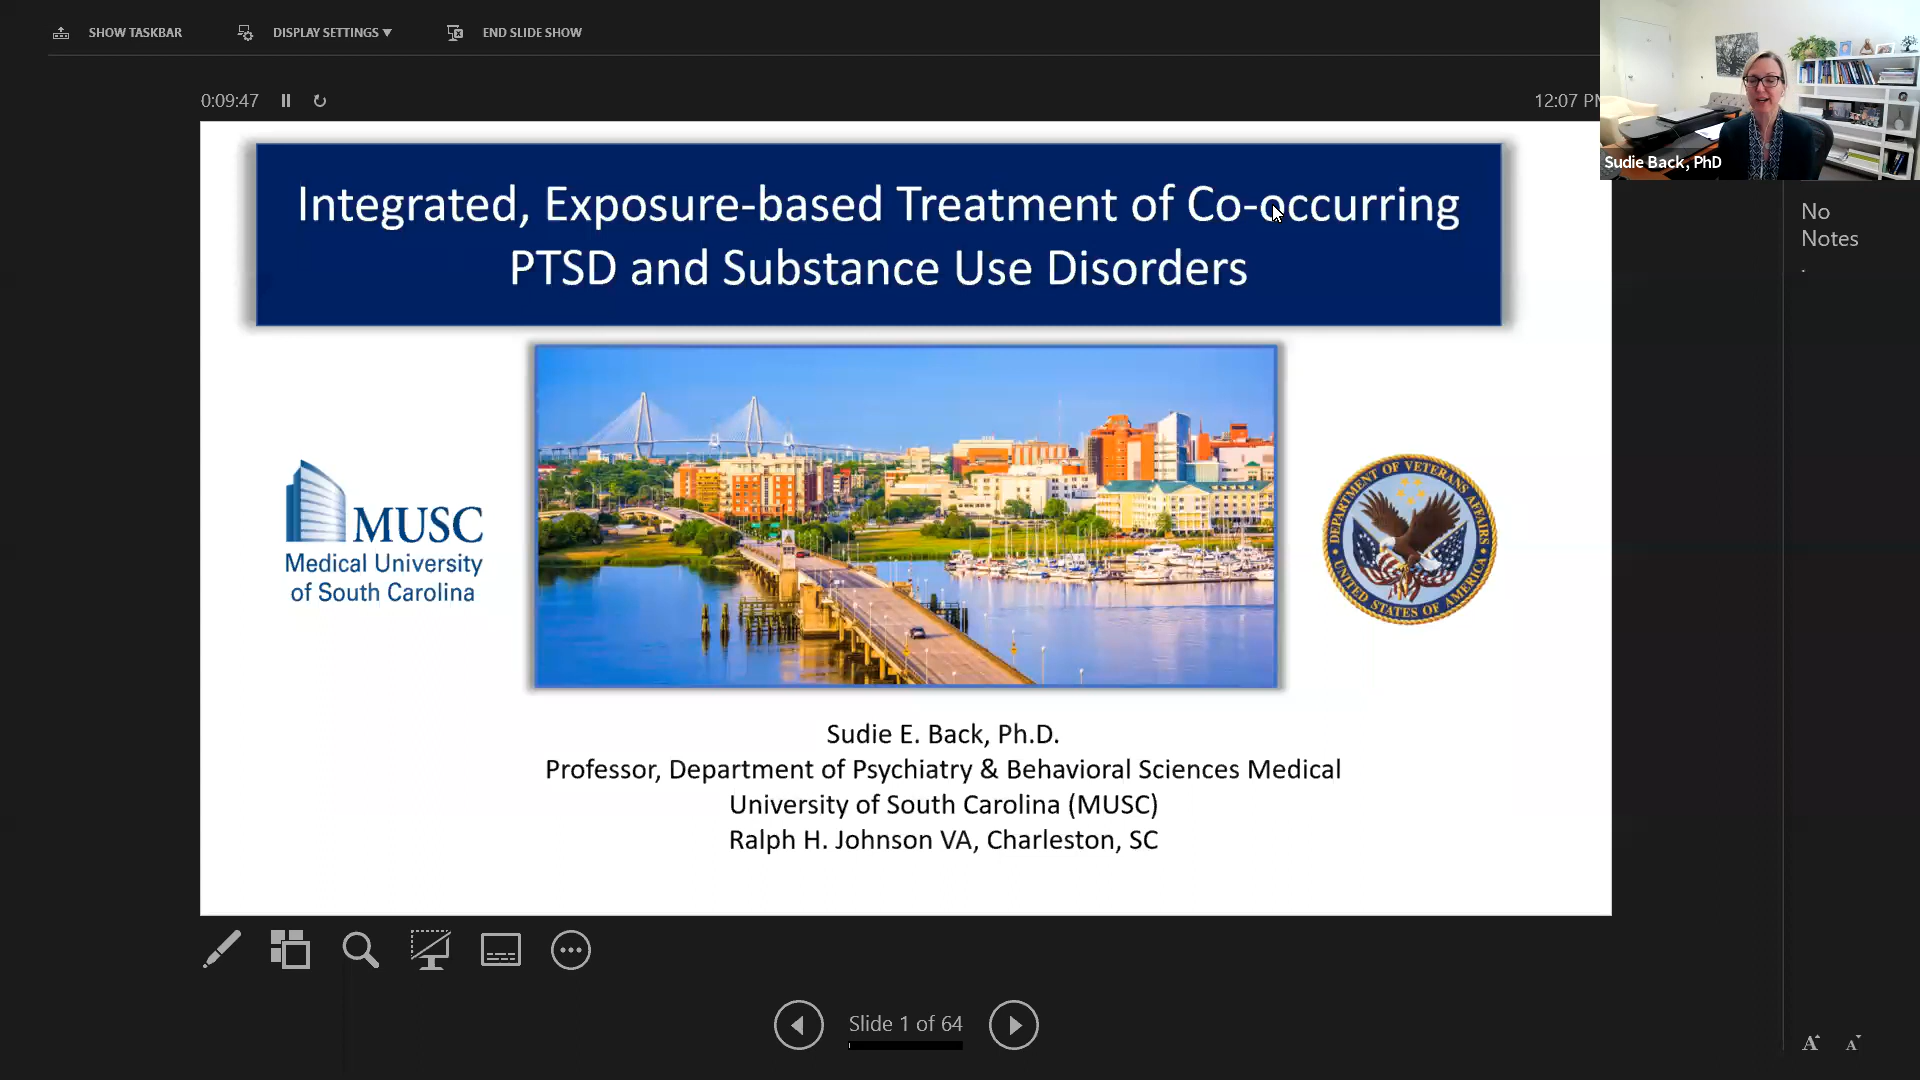 SHOW TASKBAR
DISPLAY SETTINGS ▼
END SLIDE SHOW
0:09:47
12:07 PM
Sudie Back, PhD
No
Notes
.
Integrated, Exposure-based Treatment of Co-occurring
PTSD and Substance Use Disorders
MUSC
Medical University
of South Carolina
DEPARTMENT OF VETERANS AFFAIRS
UNITED STATES OF AMERICA
Sudie E. Back, Ph.D.
Professor, Department of Psychiatry & Behavioral Sciences Medical
University of South Carolina (MUSC)
Ralph H. Johnson VA, Charleston, SC
Slide 1 of 64
A A